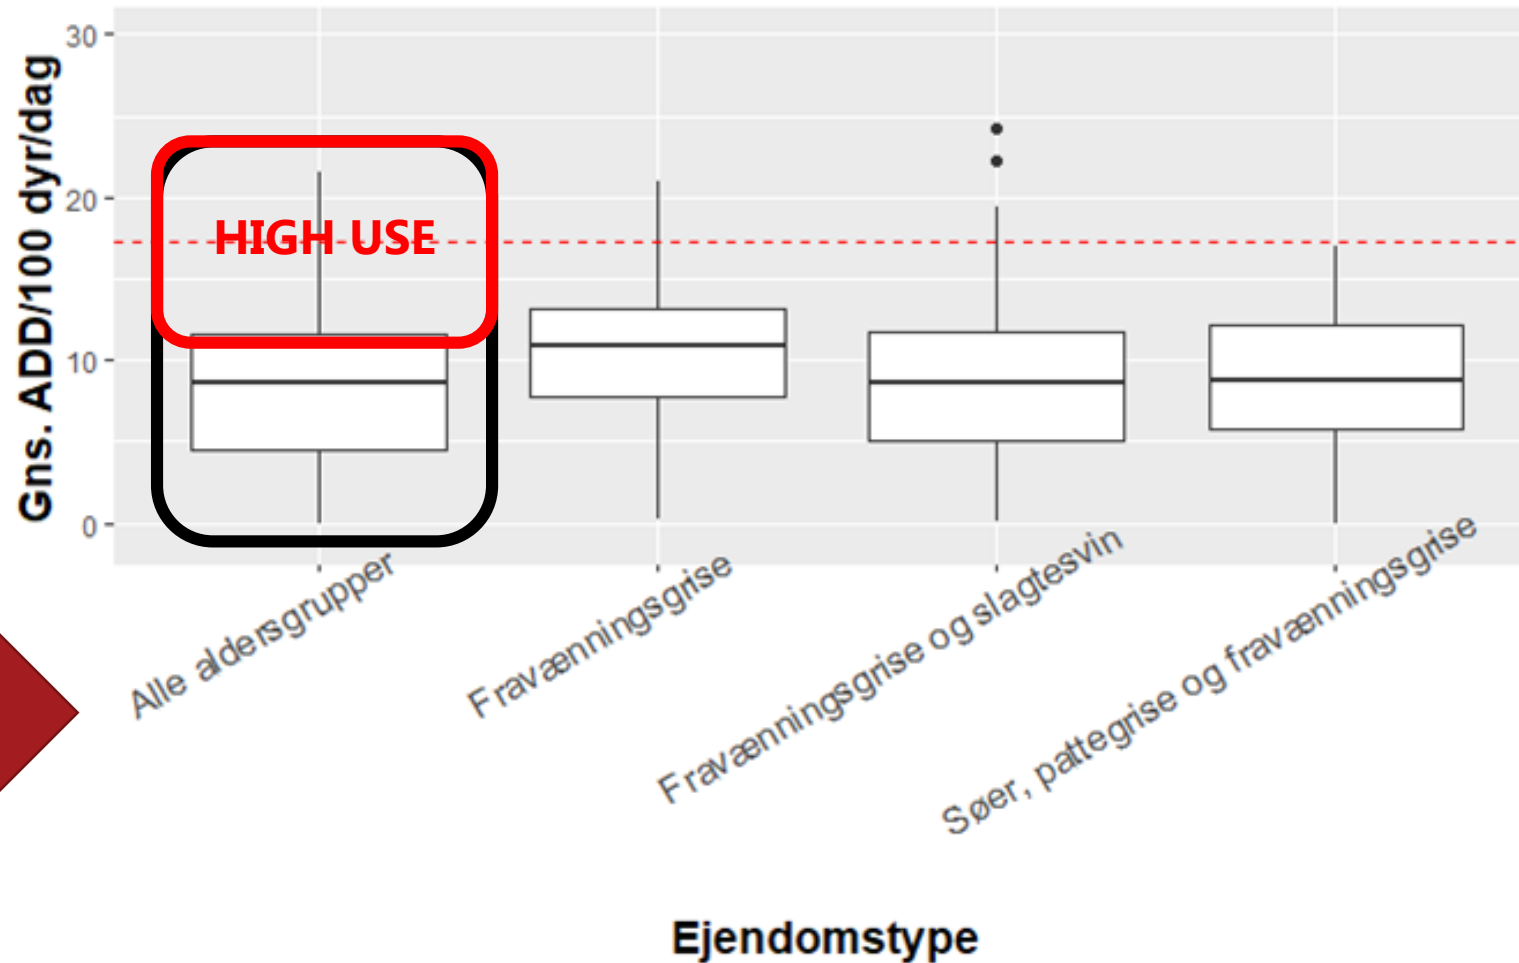 Gns. ADD/100 dyr/dag
30
20
10
0
HIGH USE
Alle aldersgrupper
Fravænningsgrise
Fravænningsgrise og slagtesvin
Søer, pattegrise og fravænningsgrise
Ejendomstype